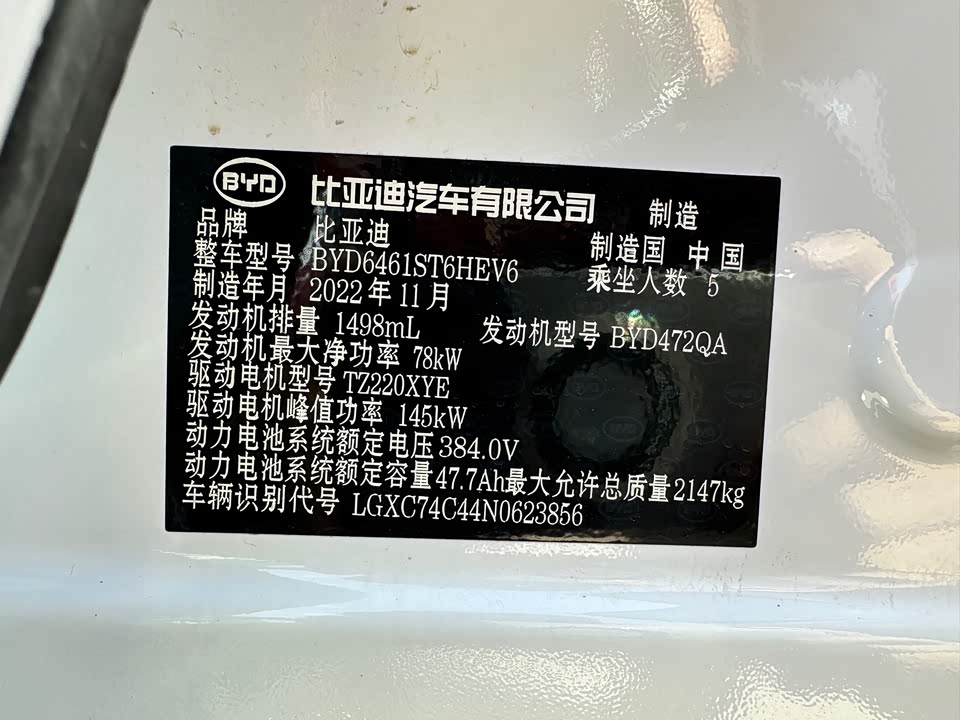 BYD 比亚迪汽车有限公司 制造
品牌 比亚迪 制造国 中国
整车型号 BYD6461ST6HEV6 乘坐人数 5
制造年月 2022年11月
发动机排量 1498mL 发动机型号 BYD472QA
发动机最大净功率 78kW
驱动电机型号 TZ220XYE
驱动电机峰值功率 145kW
动力电池系统额定电压 384.0V
动力电池系统额定容量 47.7Ah 最大允许总质量 2147kg
车辆识别代号 LGXC74C44N0623856